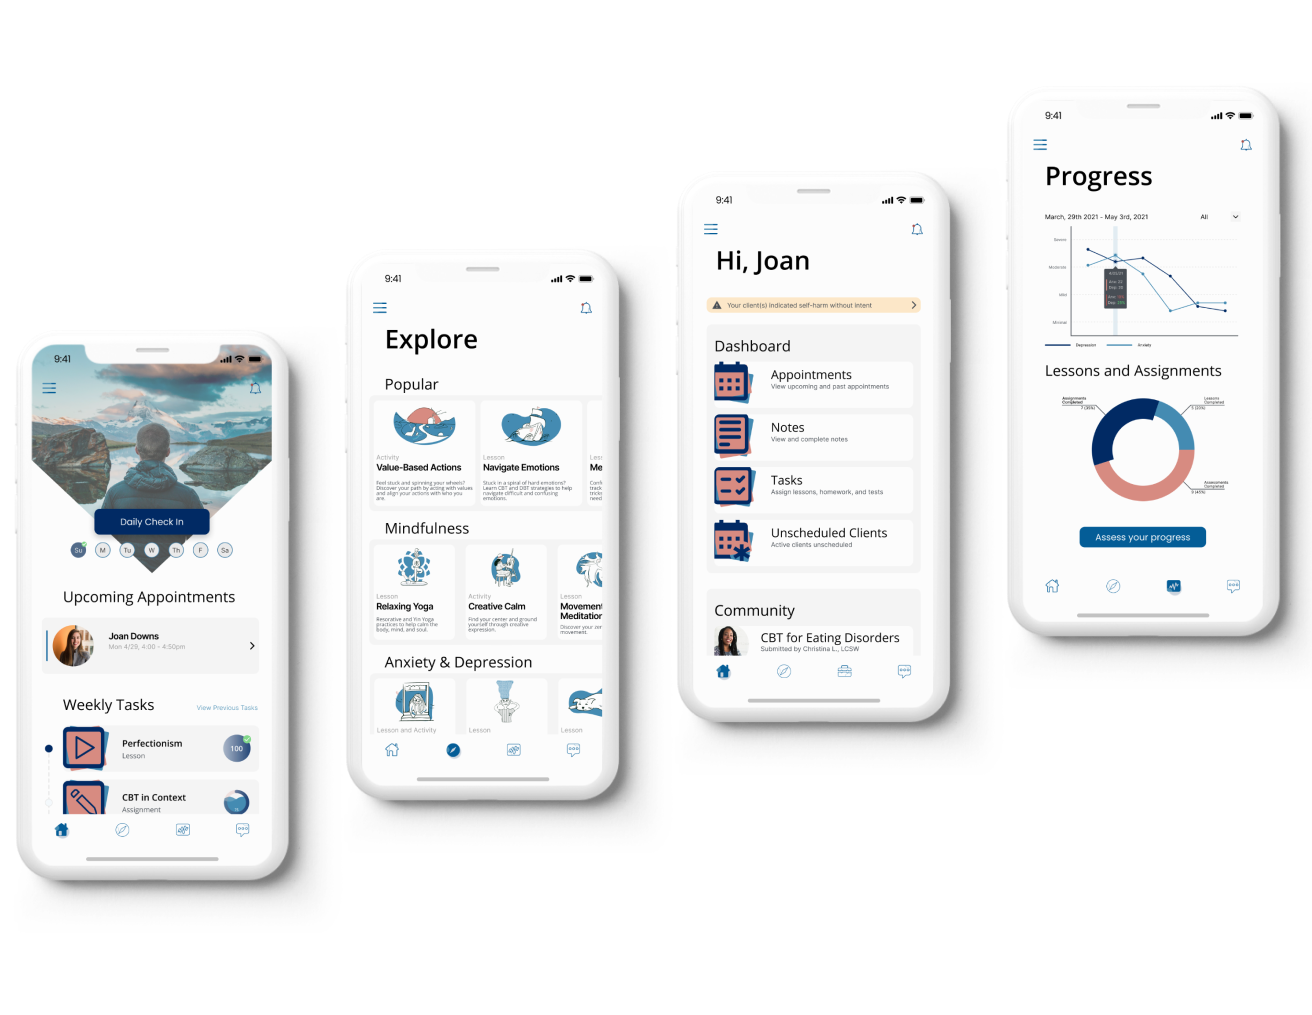 9:41
Daily Check In
Su M Tu W Th F Sa
Upcoming Appointments
Joan Downs
Mon 4/29, 4:00 - 4:50pm
Weekly Tasks
View Previous Tasks
Perfectionism
Lesson
100
CBT in Context
Assignment
9:41
Explore
Popular
Activity
Value-Based Actions
Feel stuck and spinning your wheels?
Discover your path by acting with values
and align your actions with who you
are.
Lesson
Navigate Emotions
Stuck in a spiral of hard emotions?
Learn CBT and DBT strategies to help
navigate difficult and confusing
emotions.
Less
Me
Conf
track
trick
need
Mindfulness
Lesson
Relaxing Yoga
Resorative and Yin Yoga
practices to help calm the
body, mind, and soul.
Activity
Creative Calm
Find your center and ground
yourself through creative
expression.
Lesson
Movement
Meditation
Discover your zen
movement.
Anxiety & Depression
Lesson and Activity
Lesson
Lesson
9:41
Hi, Joan
Your client(s) indicated self-harm without intent
Dashboard
Appointments
View upcoming and past appointments
Notes
View and complete notes
Tasks
Assign lessons, homework, and tests
Unscheduled Clients
Active clients unscheduled
Community
CBT for Eating Disorders
Submitted by Christina L., LCSW
9:41
Progress
March, 29th 2021 - May 3rd, 2021
All
Severe
Moderate
Mild
Minimal
Depression
Anxiety
Lessons and Assignments
Assignments
Completed
7 (35%)
Lessons
Completed
Assessments
Completed
9 (45%)
Assess your progress